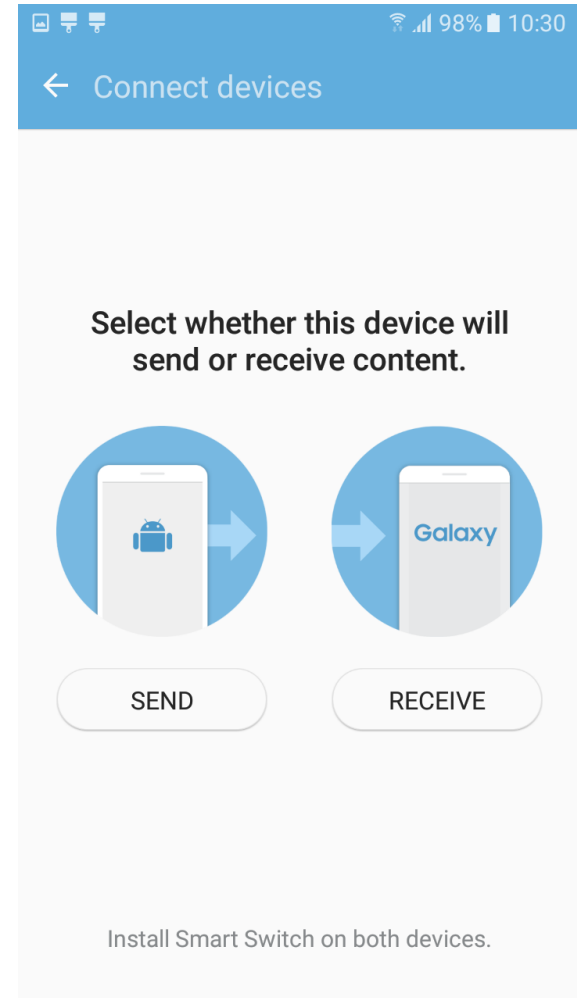 98% 10:30
Connect devices
Select whether this device will
send or receive content.
Galaxy
SEND RECEIVE
Install Smart Switch on both devices.